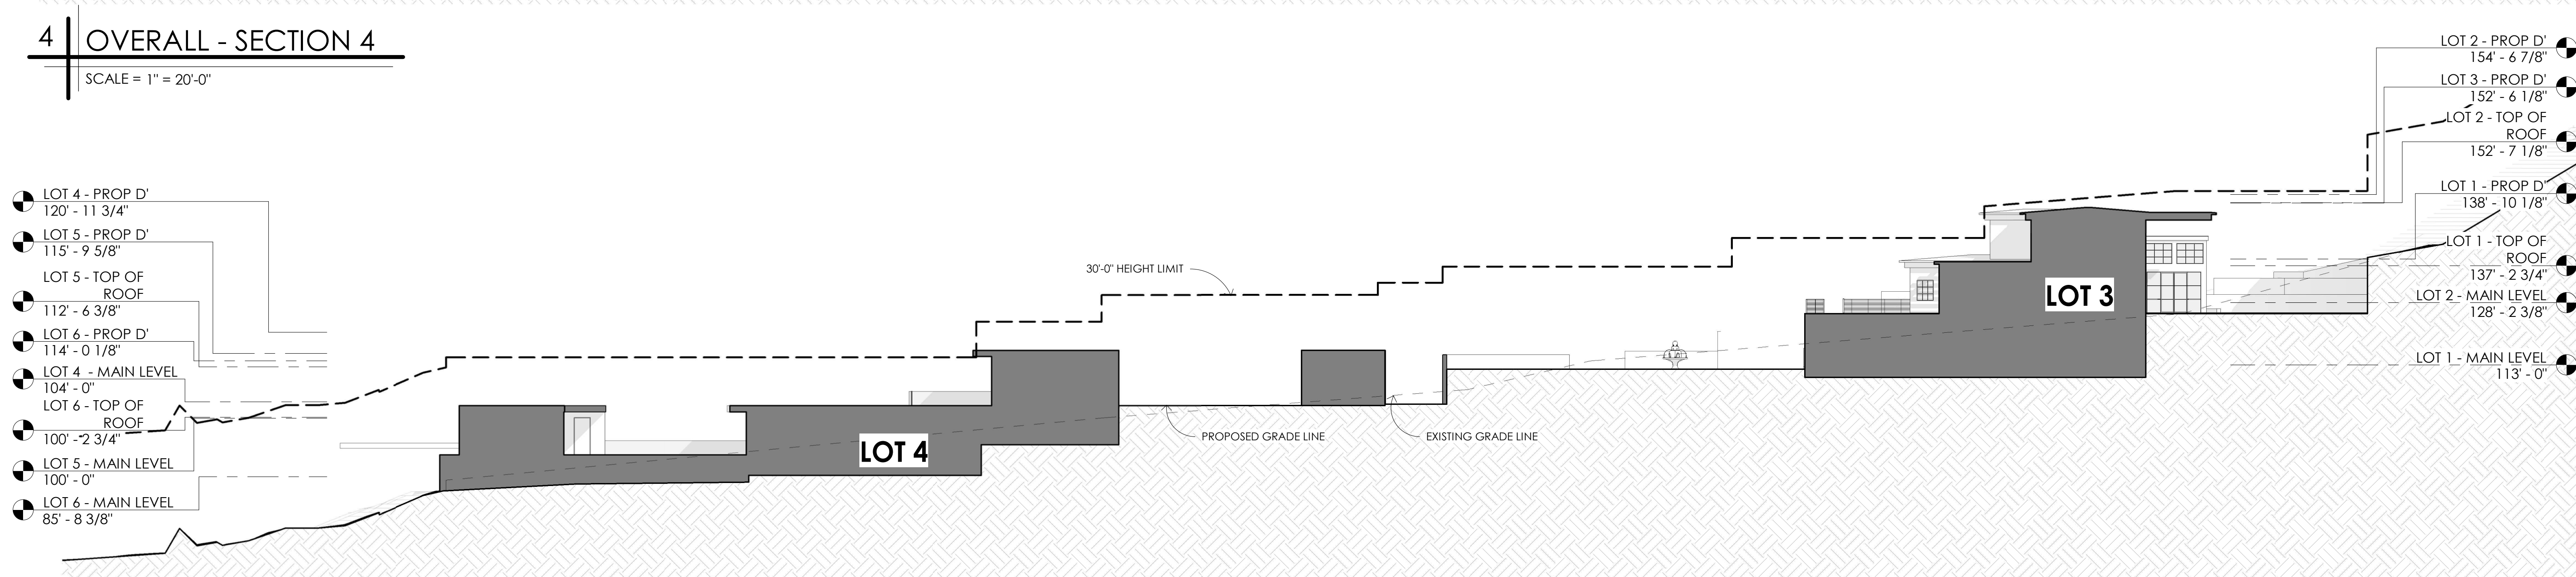 4
OVERALL - SECTION 4
SCALE = 1" = 20'-0"
LOT 4 - PROP D'
120' - 11 3/4"
LOT 5 - PROP D'
115' - 9 5/8"
LOT 5 - TOP OF
ROOF
112' - 6 3/8"
LOT 6 - PROP D'
114' - 0 1/8"
LOT 4 - MAIN LEVEL
104' - 0"
LOT 6 - TOP OF
ROOF
100' - 2 3/4"
LOT 5 - MAIN LEVEL
100' - 0"
LOT 6 - MAIN LEVEL
85' - 8 3/8"
LOT 4
30'-0" HEIGHT LIMIT
PROPOSED GRADE LINE
EXISTING GRADE LINE
LOT 3
LOT 2 - PROP D'
154' - 6 7/8"
LOT 3 - PROP D'
152' - 6 1/8"
LOT 2 - TOP OF
ROOF
152' - 7 1/8"
LOT 1 - PROP D'
138' - 10 1/8"
LOT 1 - TOP OF
ROOF
137' - 2 3/4"
LOT 2 - MAIN LEVEL
128' - 2 3/8"
LOT 1 - MAIN LEVEL
113' - 0"